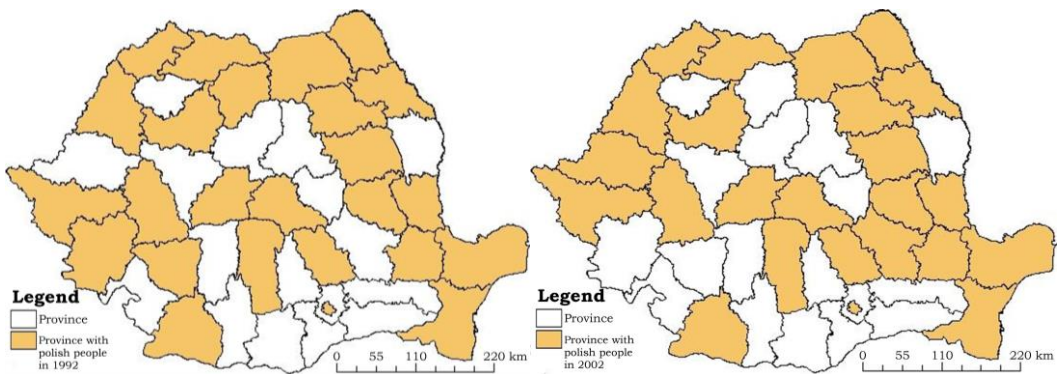 Legend
Province
Province with
polish people
in 1992
0 55 110 220 km
Legend
Province
Province with
polish people
in 2002
0 55 110 220 km